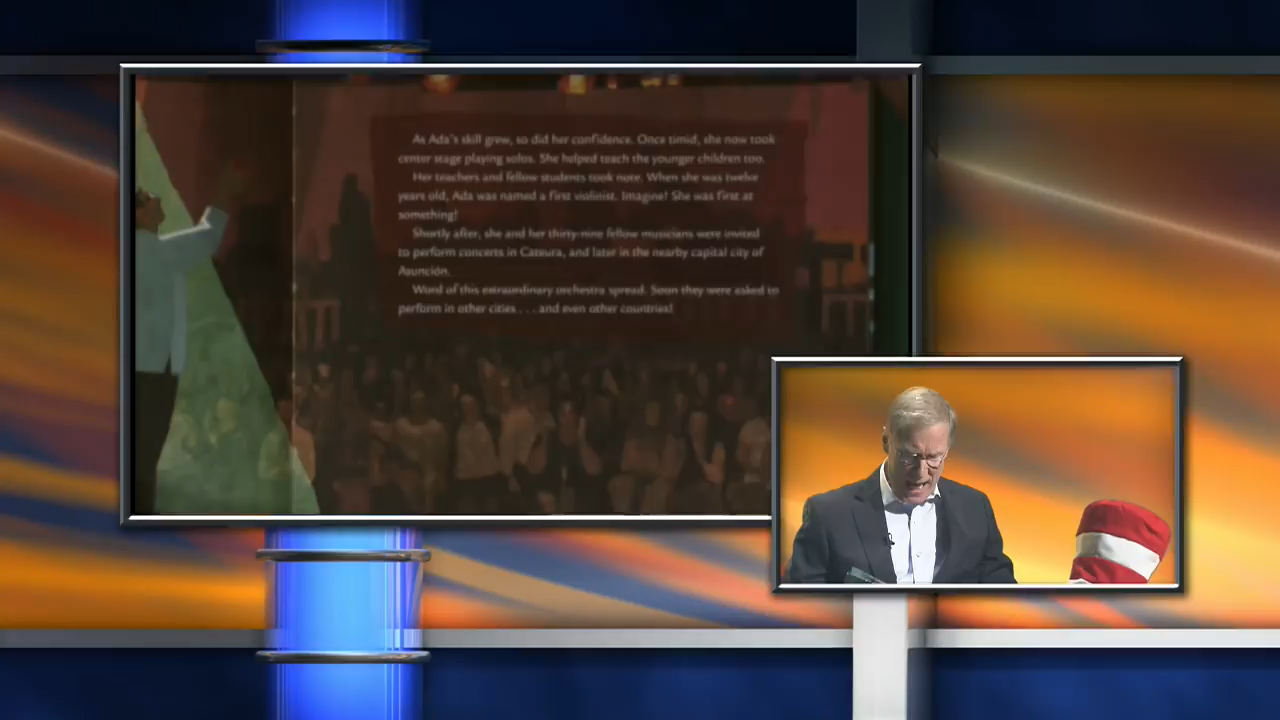 As Ada's skill grew, so did her confidence. Once timid, she now took
center stage playing solos. She helped teach the younger children too.
Her teachers and fellow students took note. When she was twelve
years old, Ada was named a first violinist. Imagine! She was first at
something!
Shortly after, she and her thirty-nine fellow musicians were invited
to perform concerts in Cateura, and later in the nearby capital city of
Asunción.
Word of this extraordinary orchestra spread. Soon they were asked to
perform in other cities . . . and even other countries!